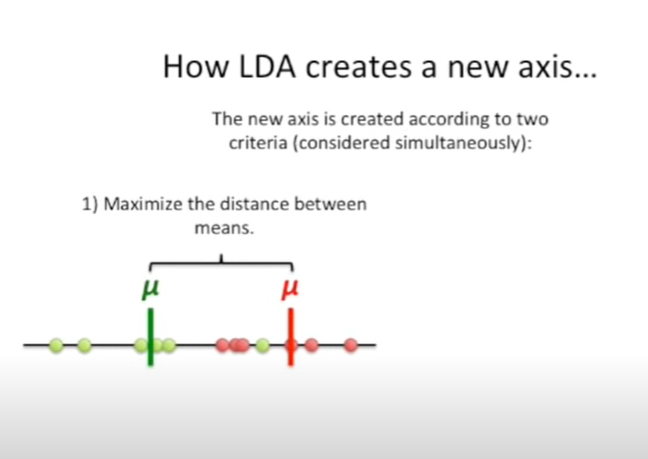 How LDA creates a new axis...
The new axis is created according to two
criteria (considered simultaneously):
1) Maximize the distance between
means.
μ μ